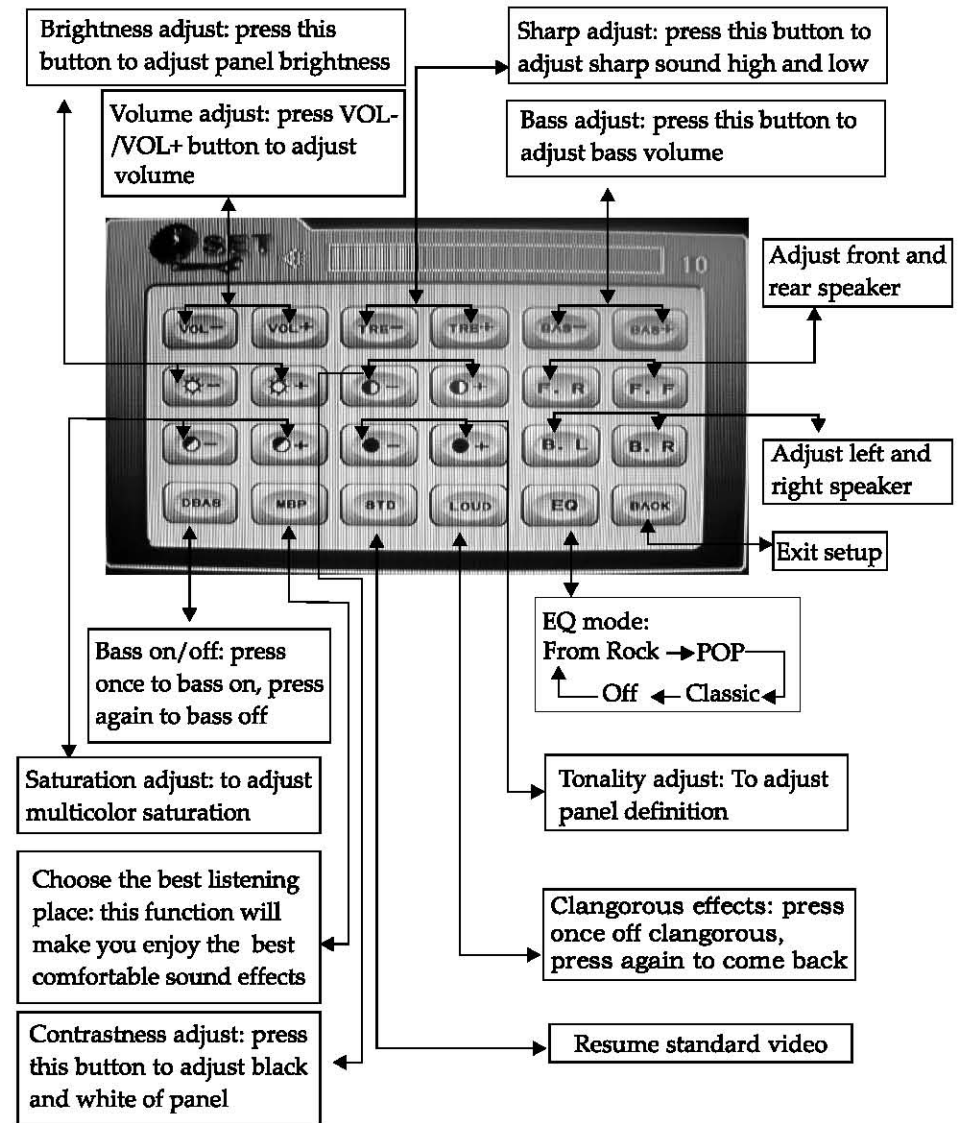 Brightness adjust: press this
button to adjust panel brightness
Sharp adjust: press this button to
adjust sharp sound high and low
Volume adjust: press VOL-
/VOL+ button to adjust
volume
Bass adjust: press this button to
adjust bass volume
SET
10
Adjust front and
rear speaker
VOL- VOL+ TRE- TRE+ BAS- BAS+
- + - + F. R F. F
- + - + B. L B. R
Adjust left and
right speaker
DBAS MBP STD LOUD EQ BACK
Exit setup
EQ mode:
From Rock POP
Off Classic
Bass on/off: press
once to bass on, press
again to bass off
Saturation adjust: to adjust
multicolor saturation
Tonality adjust: To adjust
panel definition
Choose the best listening
place: this function will
make you enjoy the best
comfortable sound effects
Clangorous effects: press
once off clangorous,
press again to come back
Contrastness adjust: press
this button to adjust black
and white of panel
Resume standard video